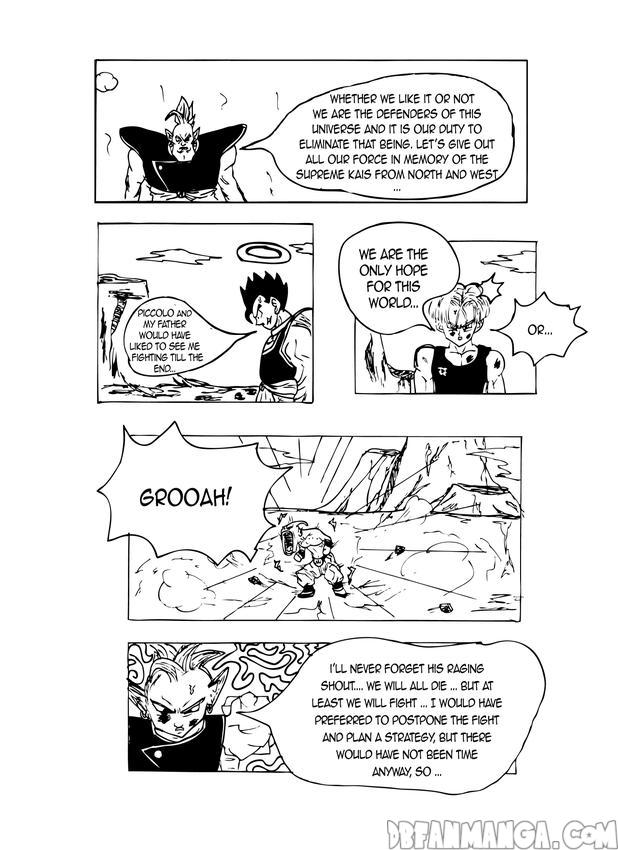 WHETHER WE LIKE IT OR NOT
WE ARE THE DEFENDERS OF THIS
UNIVERSE AND IT IS OUR DUTY TO
ELIMINATE THAT BEING. LET'S GIVE OUT
ALL OUR FORCE IN MEMORY OF THE
SUPREME KAIS FROM NORTH AND WEST
...
PICCOLO AND
MY FATHER
WOULD HAVE
LIKED TO SEE ME
FIGHTING TILL THE
END...
WE ARE THE
ONLY HOPE
FOR THIS
WORLD...
OR...
GROOAH!
I'LL NEVER FORGET HIS RAGING
SHOUT.... WE WILL ALL DIE ... BUT AT
LEAST WE WILL FIGHT ... I WOULD HAVE
PREFERRED TO POSTPONE THE FIGHT
AND PLAN A STRATEGY, BUT THERE
WOULD HAVE NOT BEEN TIME
ANYWAY, SO ...
DBFANMANGA.COM